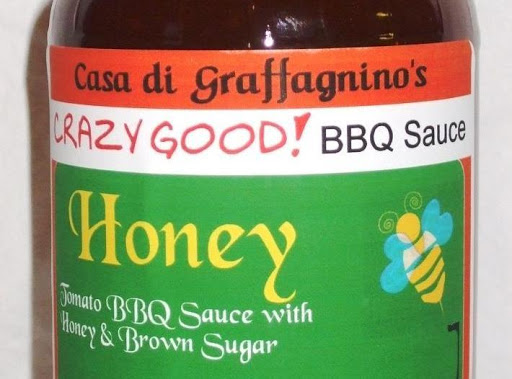 Casa di Graffagnino's
CRAZY GOOD! BBQ Sauce
Honey
Tomato BBQ Sauce with
Honey & Brown Sugar